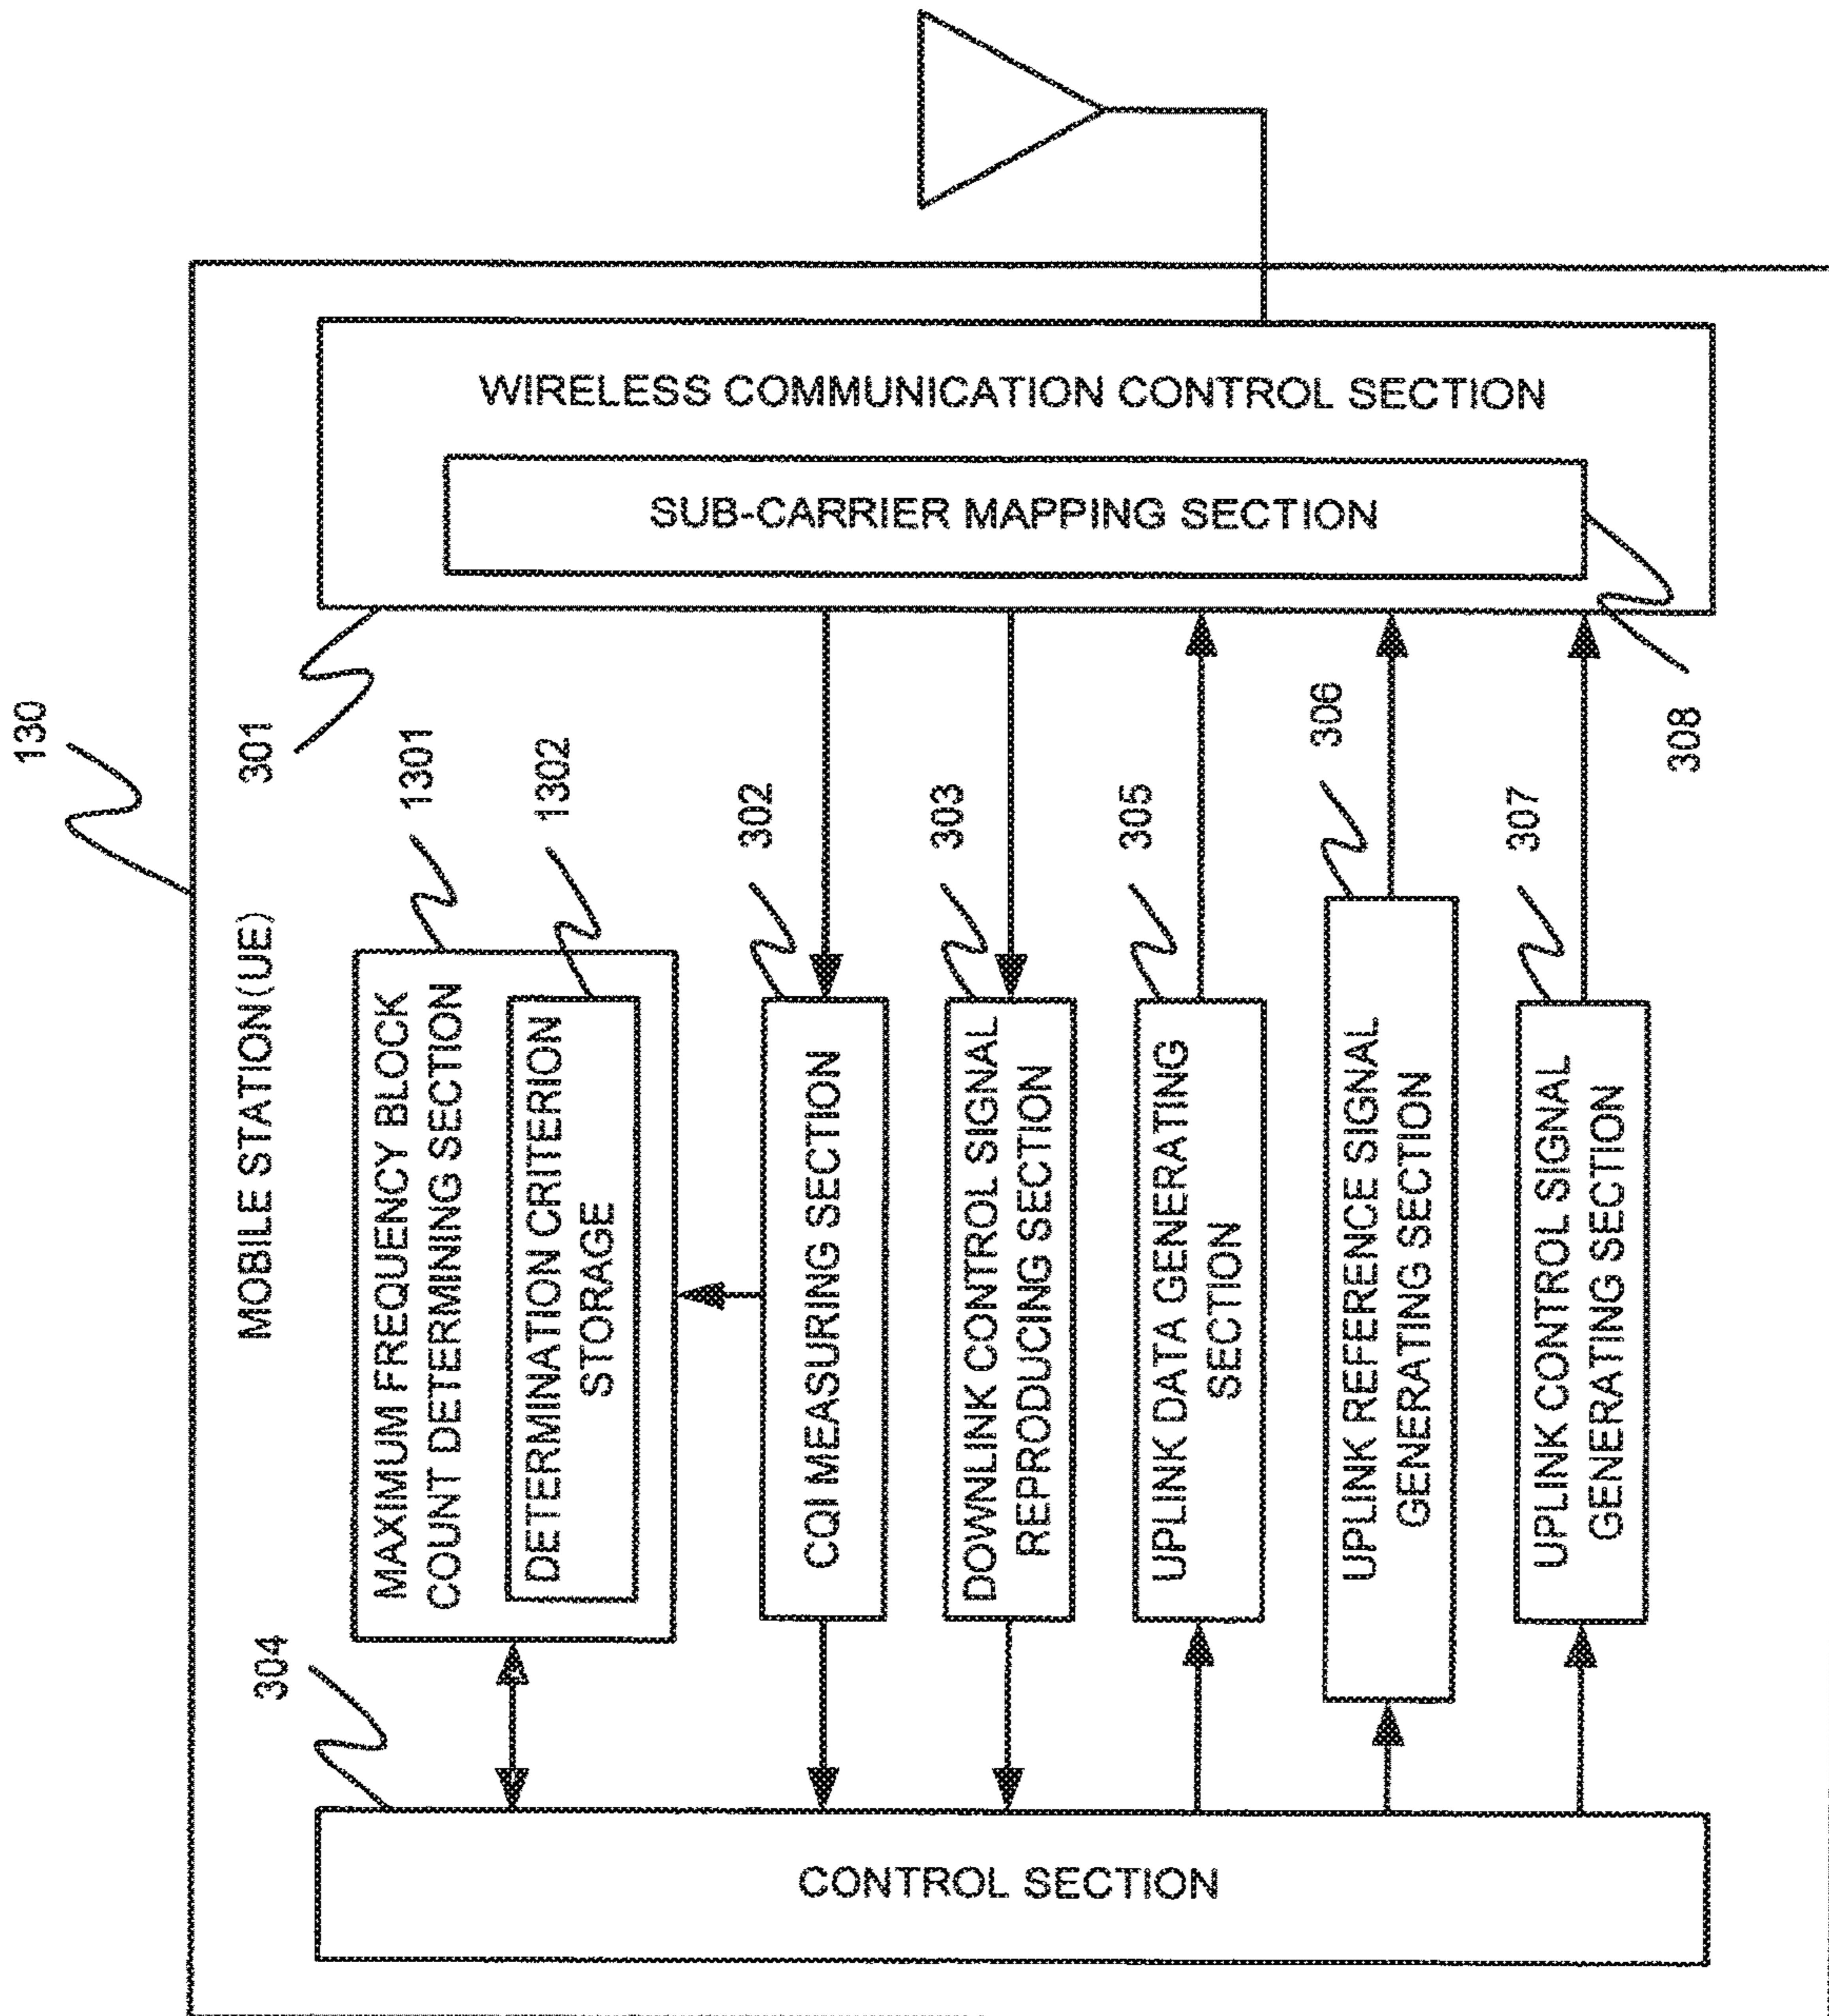 130
MOBILE STATION(UE)
304
301
MAXIMUM FREQUENCY BLOCK
COUNT DETERMINING SECTION
1301
DETERMINATION CRITERION
STORAGE
1302
CQI MEASURING SECTION
302
DOWNLINK CONTROL SIGNAL
REPRODUCING SECTION
303
UPLINK DATA GENERATING
SECTION
305
UPLINK REFERENCE SIGNAL
GENERATING SECTION
306
UPLINK CONTROL SIGNAL
GENERATING SECTION
307
308
CONTROL SECTION
WIRELESS COMMUNICATION CONTROL SECTION
SUB-CARRIER MAPPING SECTION